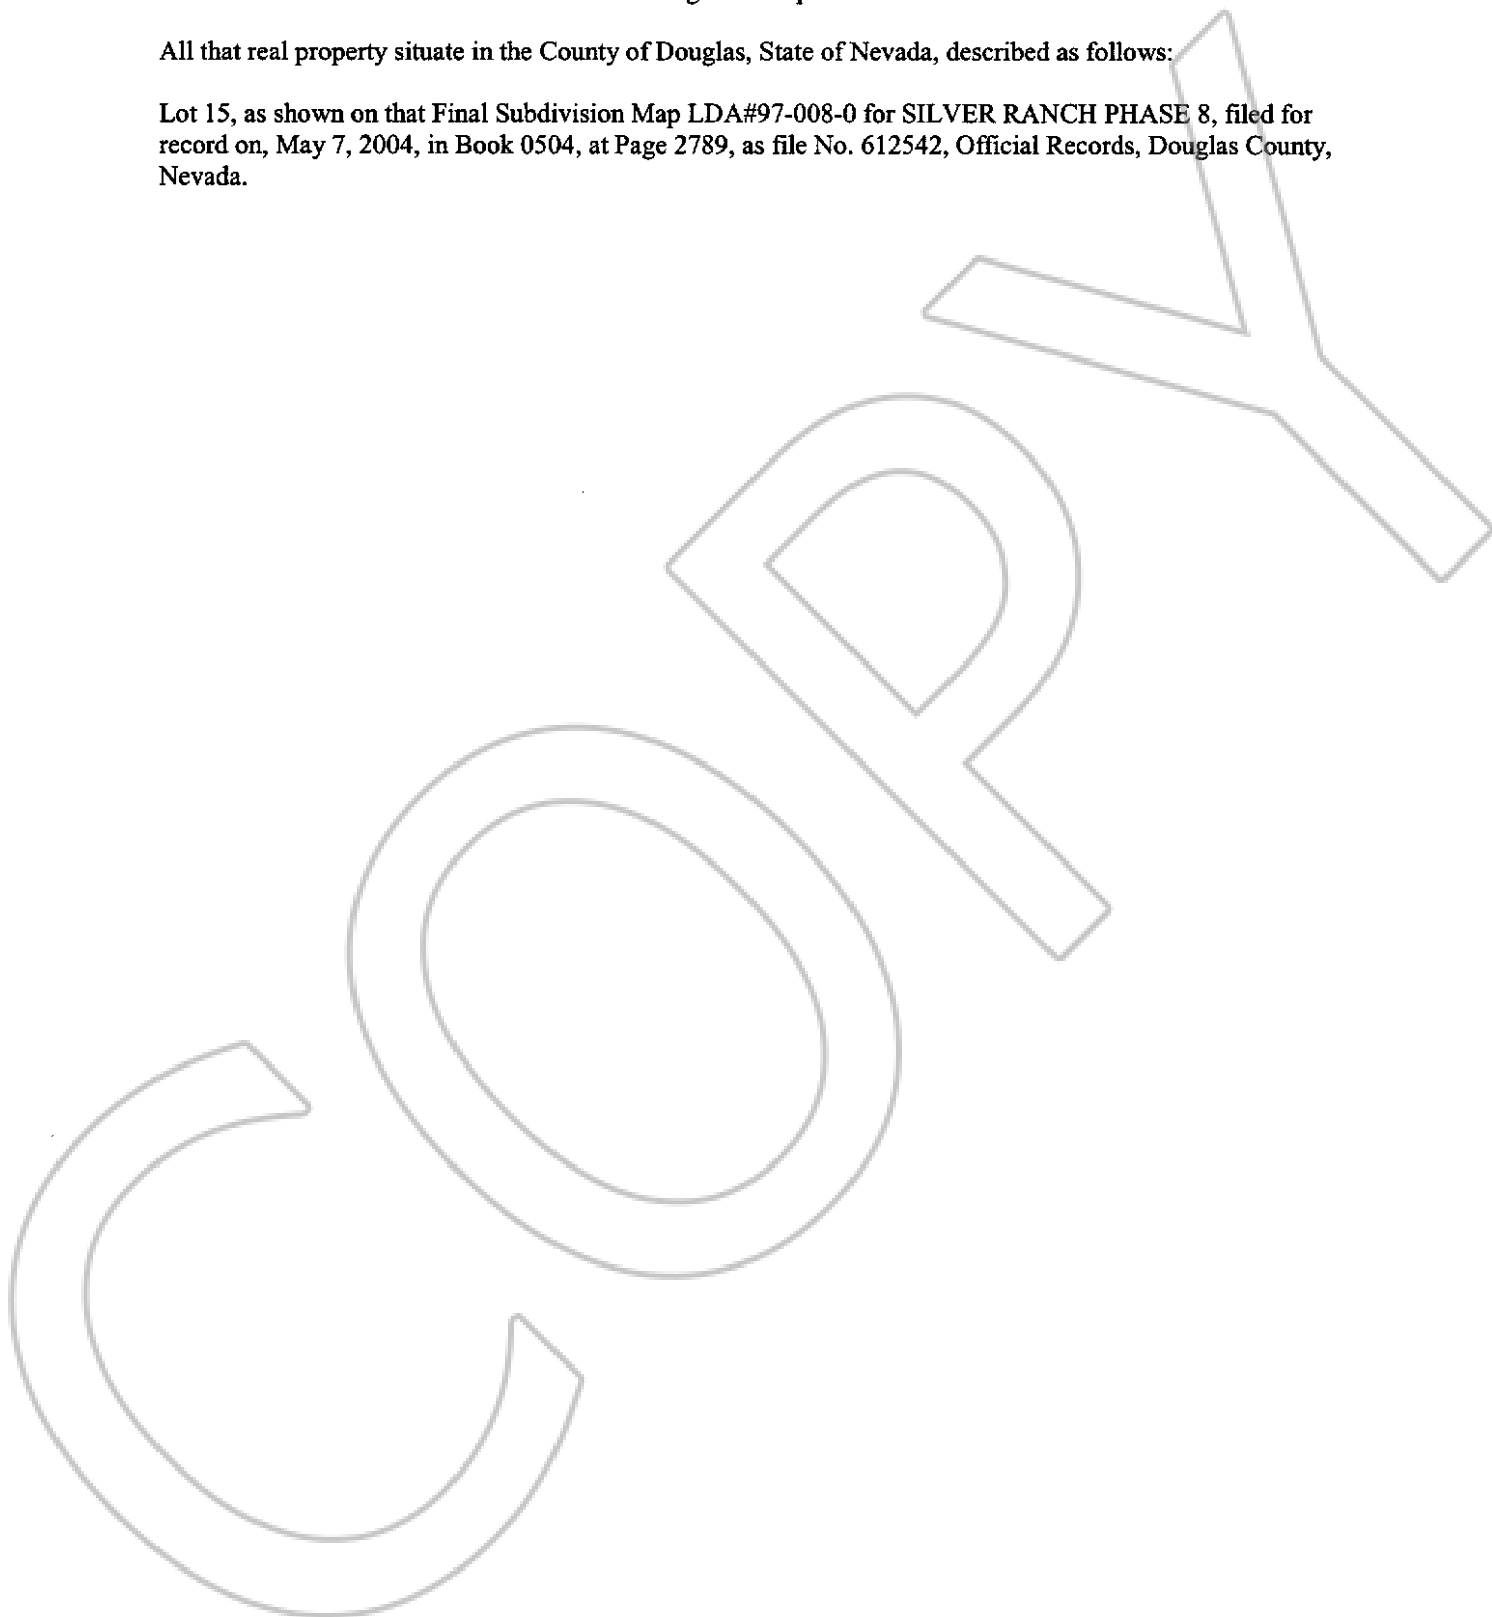 All that real property situate in the County of Douglas, State of Nevada, described as follows:
Lot 15, as shown on that Final Subdivision Map LDA#97-008-0 for SILVER RANCH PHASE 8, filed for
record on, May 7, 2004, in Book 0504, at Page 2789, as file No. 612542, Official Records, Douglas County,
Nevada.
COPY